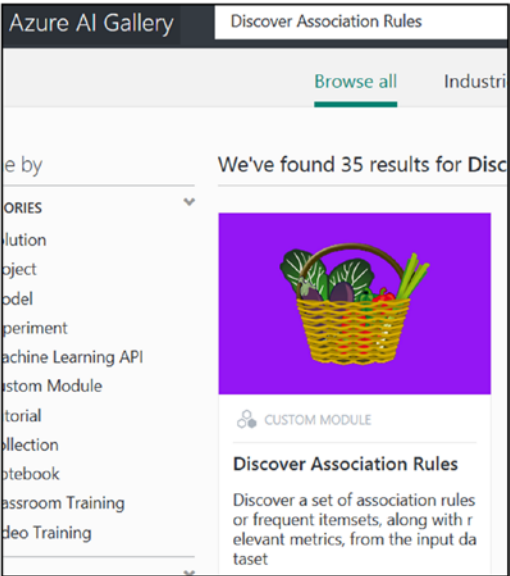 Azure AI Gallery
Discover Association Rules
Browse all
Industri
e by
We've found 35 results for Disc
ORIES
lution
oject
odel
periment
achine Learning API
ustom Module
torial
ollection
otebook
assroom Training
deo Training
CUSTOM MODULE
Discover Association Rules
Discover a set of association rules
or frequent itemsets, along with r
elevant metrics, from the input da
taset